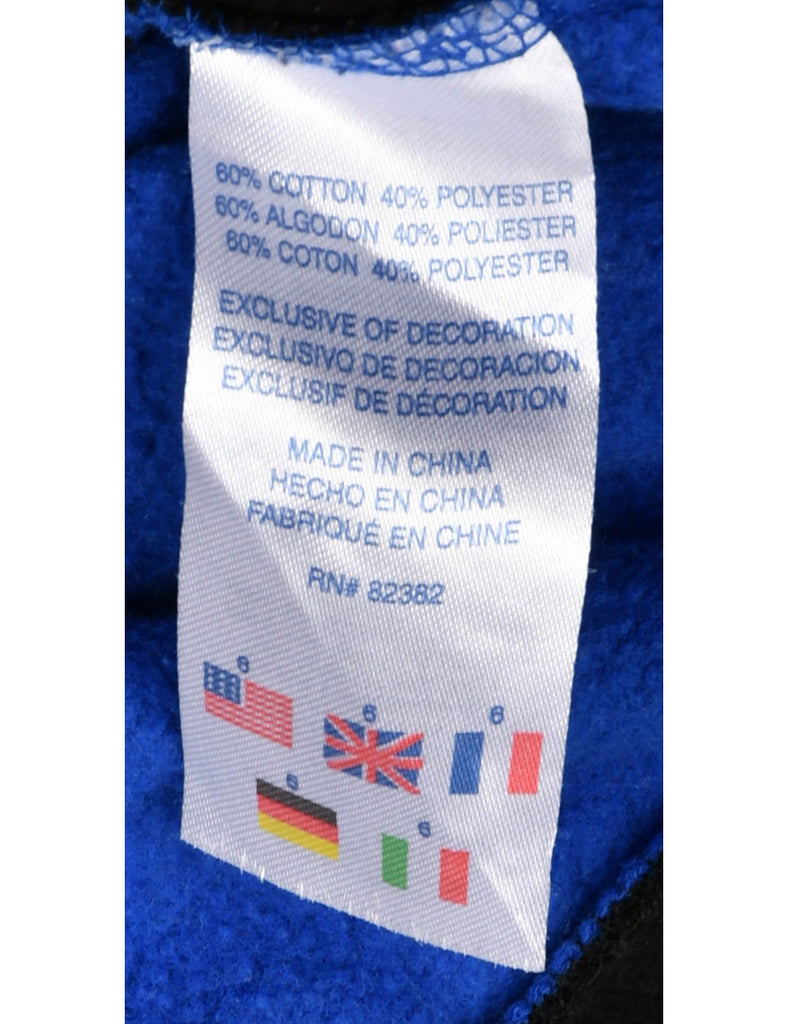 60% COTTON 40% POLYESTER
60% ALGODON 40% POLIESTER
60% COTON 40% POLYESTER
EXCLUSIVE OF DECORATION
EXCLUSIVO DE DECORACION
EXCLUSIF DE DÉCORATION
MADE IN CHINA
HECHO EN CHINA
FABRIQUÉ EN CHINE
RN# 82382
6
6 6
6
6